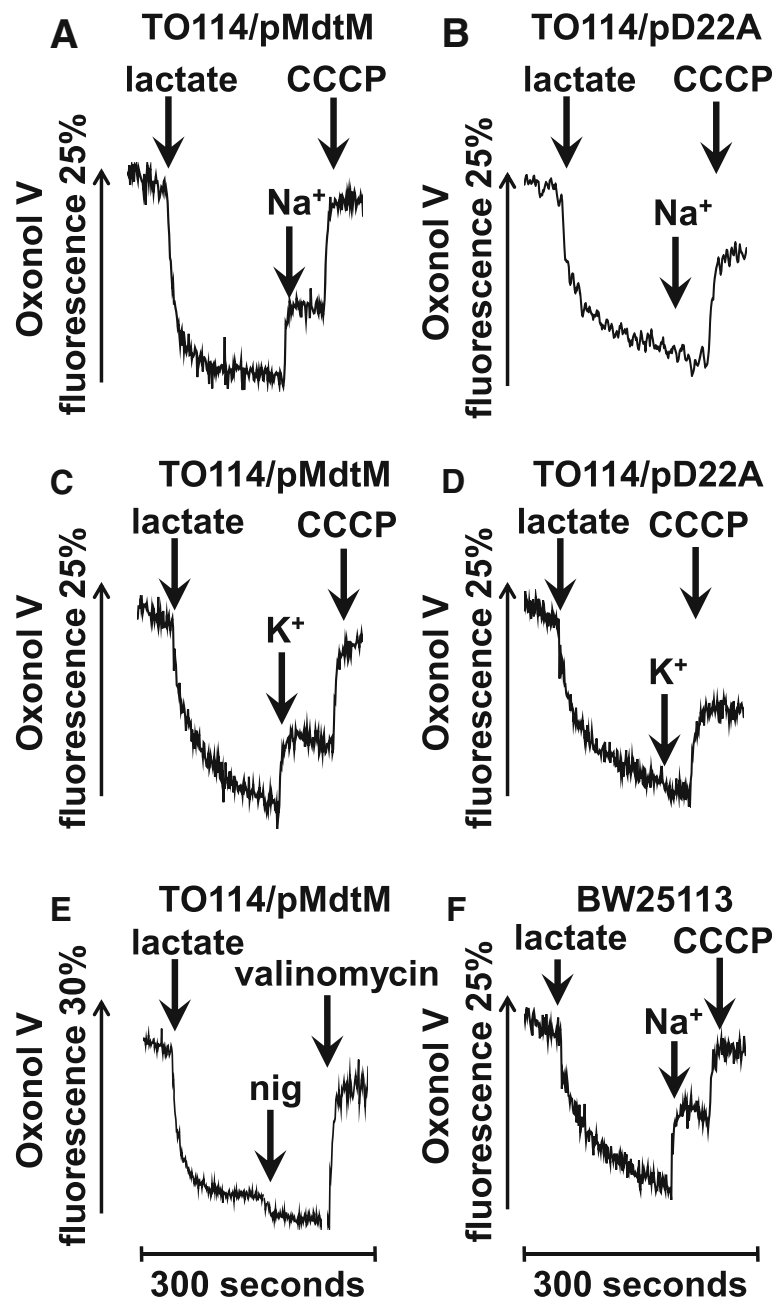 A
TO114/pMdtM
lactate
CCCP
Na+
Oxonol V
fluorescence 25%
B
TO114/pD22A
lactate
CCCP
Na+
Oxonol V
fluorescence 25%
C
TO114/pMdtM
lactate
CCCP
K+
Oxonol V
fluorescence 25%
D
TO114/pD22A
lactate
CCCP
K+
Oxonol V
fluorescence 25%
E
TO114/pMdtM
lactate
valinomycin
nig
Oxonol V
fluorescence 30%
300 seconds
F
BW25113
lactate
CCCP
Na+
Oxonol V
fluorescence 25%
300 seconds